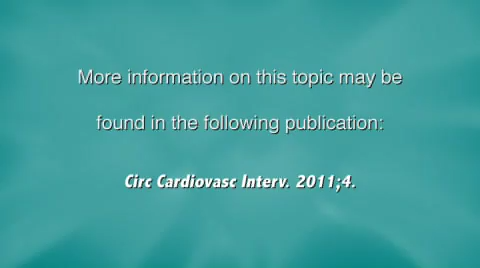 More information on this topic may be
found in the following publication:
Circ Cardiovasc Interv. 2011;4.